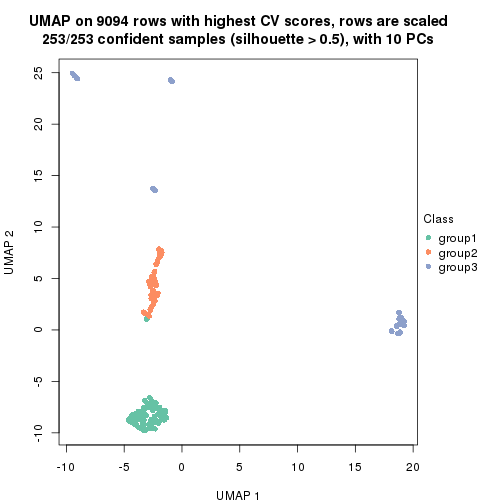 UMAP on 9094 rows with highest CV scores, rows are scaled
253/253 confident samples (silhouette > 0.5), with 10 PCs
25
20
15
10
5
0
-5
-10
UMAP 2
-10
-5
0
5
10
15
20
UMAP 1
Class
group1
group2
group3